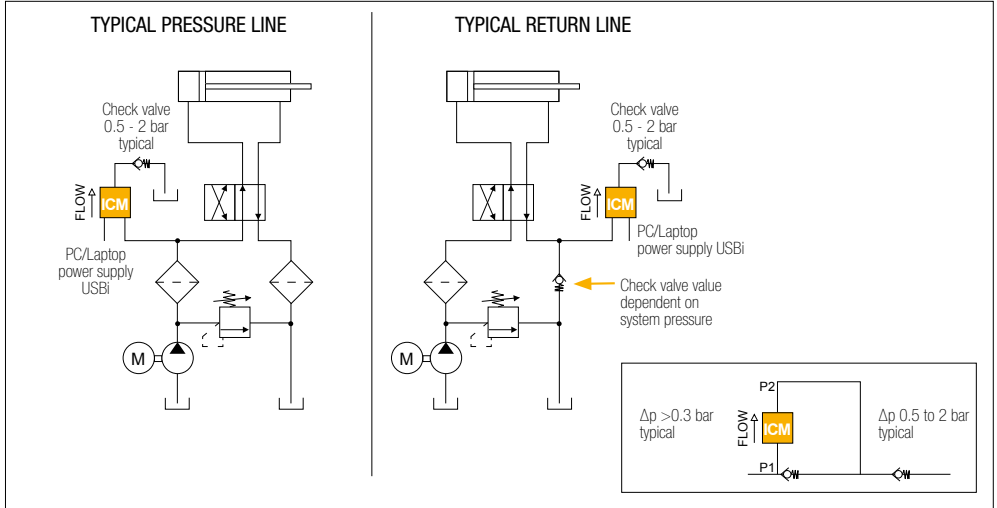 TYPICAL PRESSURE LINE
Check valve
0.5 - 2 bar
typical
FLOW
ICM
PC/Laptop
power supply
USBi
M
TYPICAL RETURN LINE
Check valve
0.5 - 2 bar
typical
FLOW
ICM
PC/Laptop
power supply USBi
Check valve value
dependent on
system pressure
M
P2
Δp >0.3 bar
typical
FLOW
ICM
Δp 0.5 to 2 bar
typical
P1